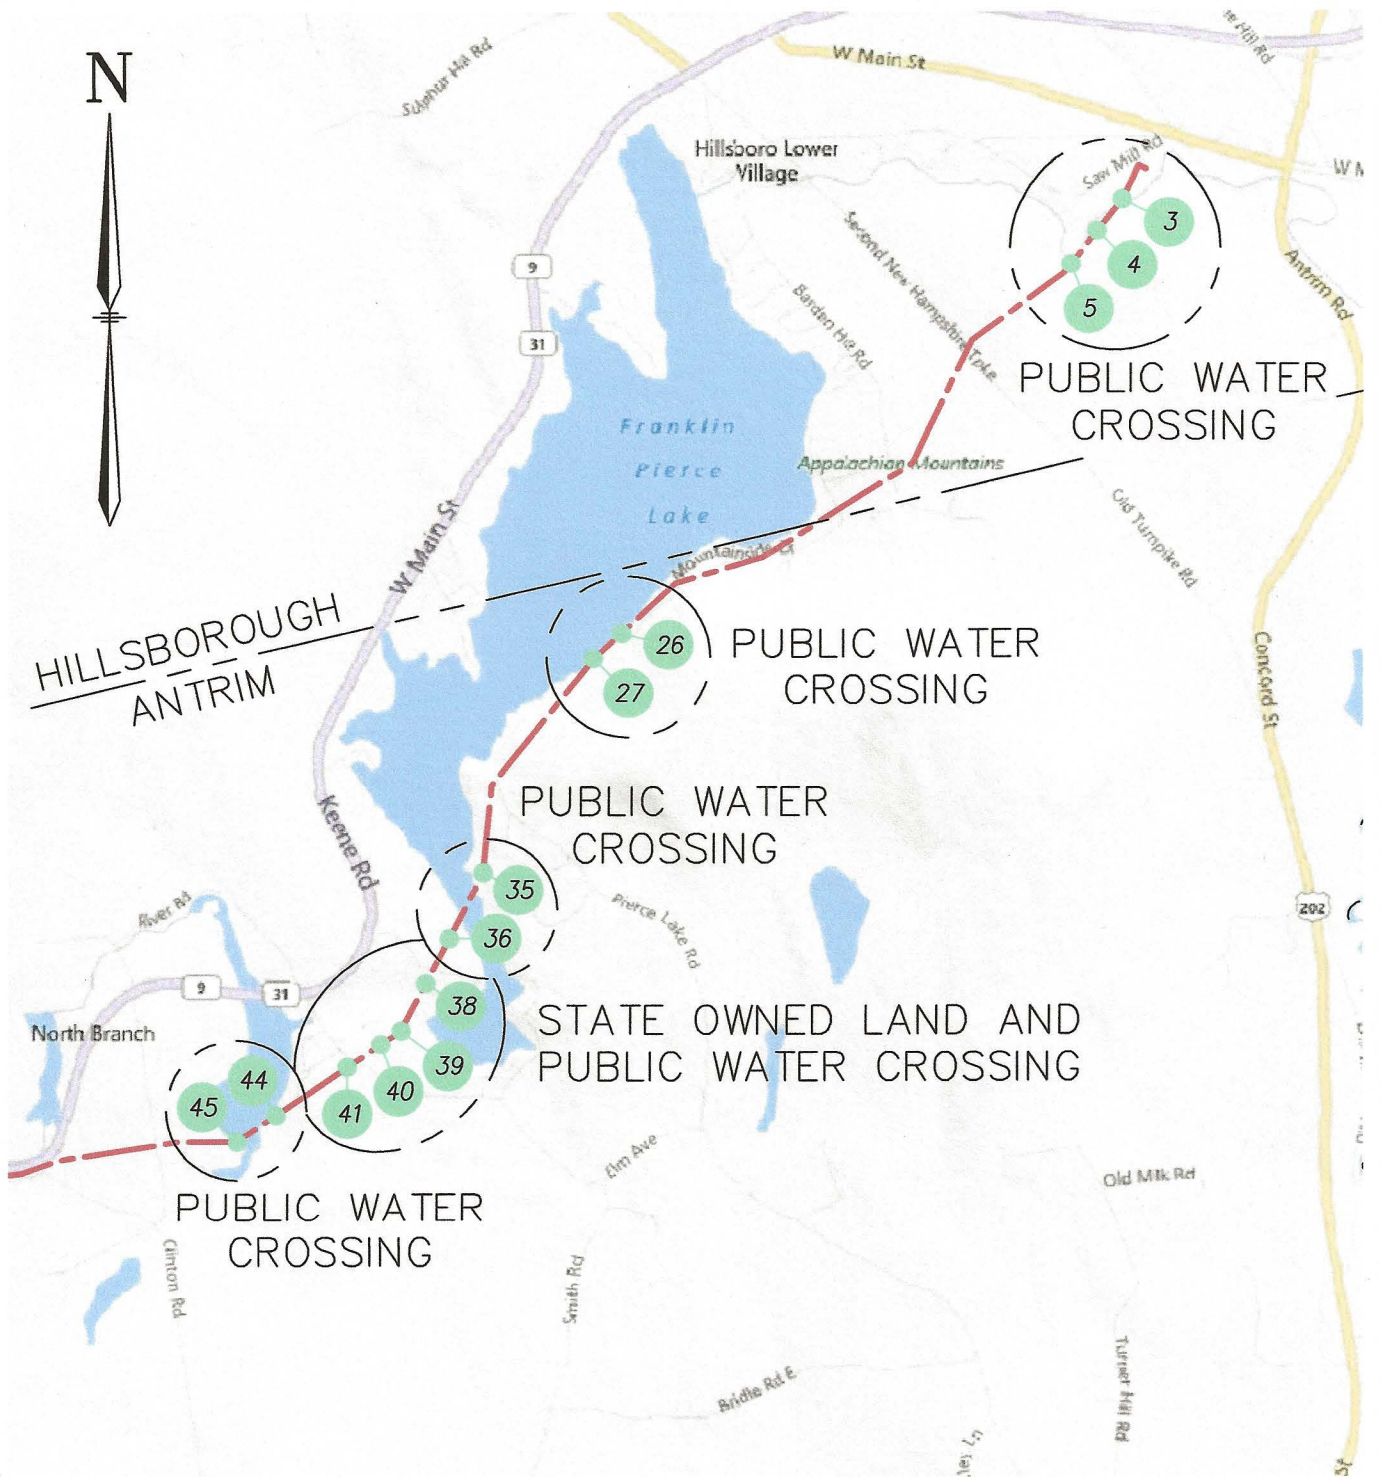 N
Sulphur Hill Rd
W Main St
Hill Rd
Hillsboro Lower
Village
Saw Mill Rd
W M
3
4
5
9
31
Second New Hampshire Tpke
Barden Hill Rd
Antrim Rd
PUBLIC WATER
CROSSING
Franklin
Pierce
Lake
Appalachian Mountains
Old Turnpike Rd
W Main St
Mountainside Dr
HILLSBOROUGH
ANTRIM
26
27
PUBLIC WATER
CROSSING
Concord St
Keene Rd
PUBLIC WATER
CROSSING
35
36
River Rd
Pierce Lake Rd
202
9
31
North Branch
38
39
40
41
STATE OWNED LAND AND
PUBLIC WATER CROSSING
44
45
Elm Ave
Old Milk Rd
PUBLIC WATER
CROSSING
Clinton Rd
Smith Rd
Turner Hill Rd
Bridle Rd E
Ln
St